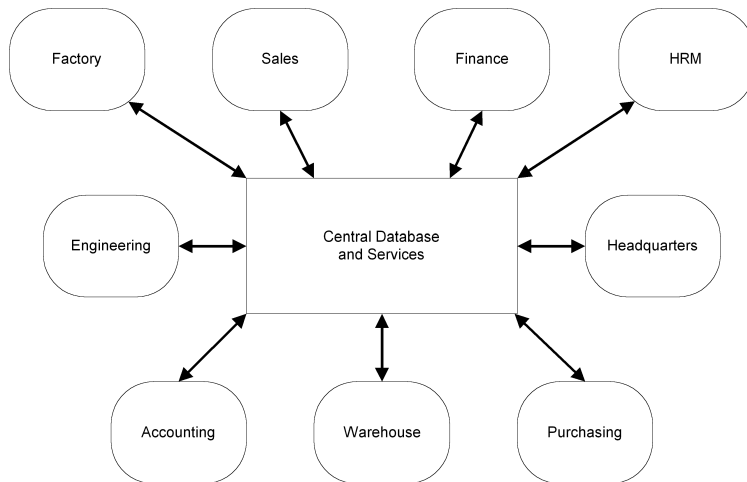 Factory
Sales
Finance
HRM
Engineering
Central Database
and Services
Headquarters
Accounting
Warehouse
Purchasing